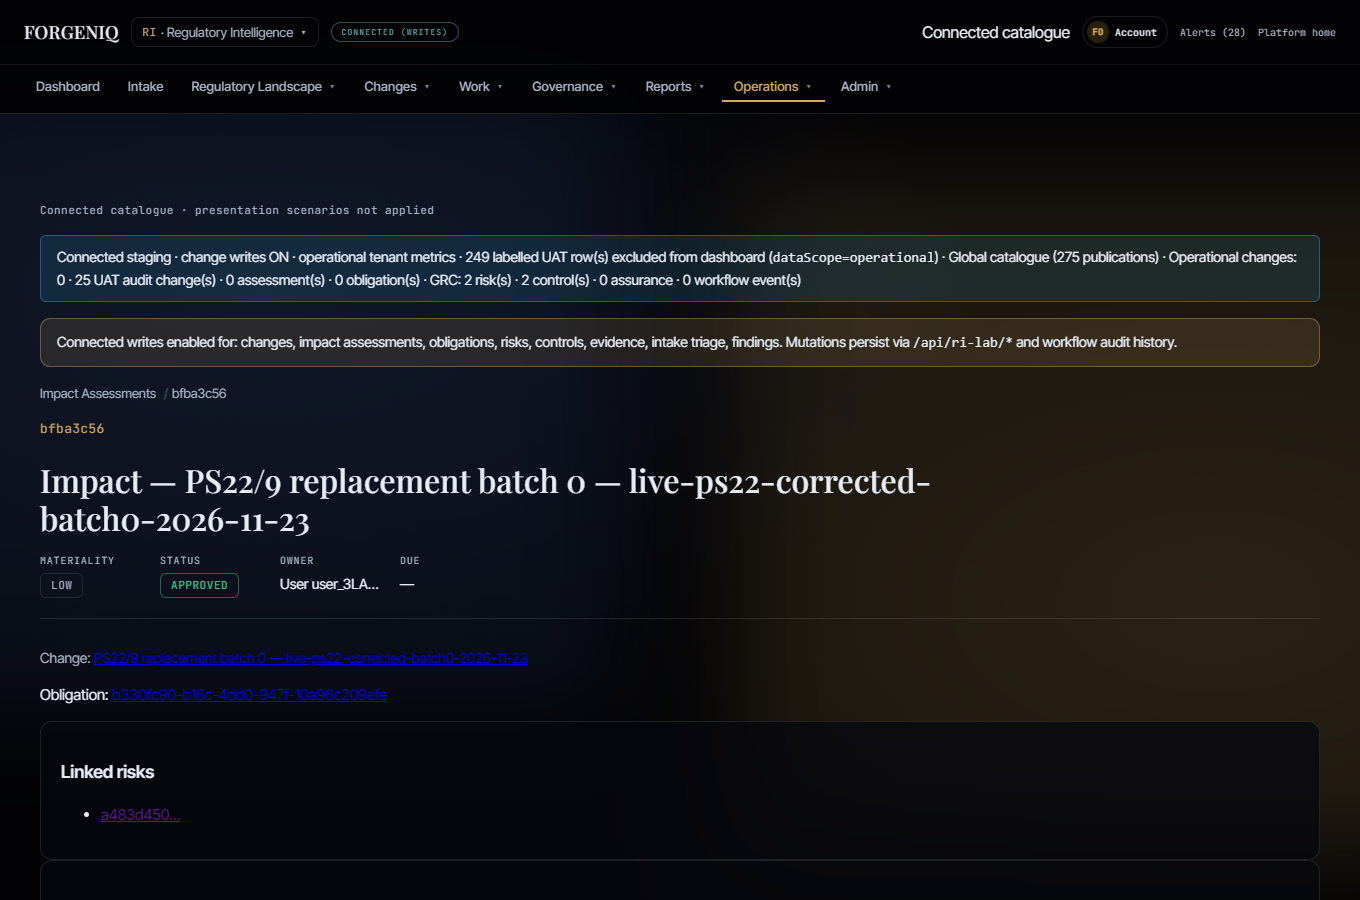 FORGENIQ
RI · Regulatory Intelligence
CONNECTED (WRITES)
Connected catalogue
FO Account
Alerts (28)
Platform home
Dashboard
Intake
Regulatory Landscape
Changes
Work
Governance
Reports
Operations
Admin
Connected catalogue · presentation scenarios not applied
Connected staging · change writes ON · operational tenant metrics · 249 labelled UAT row(s) excluded from dashboard (dataScope=operational) · Global catalogue (275 publications) · Operational changes:
0 · 25 UAT audit change(s) · 0 assessment(s) · 0 obligation(s) · GRC: 2 risk(s) · 2 control(s) · 0 assurance · 0 workflow event(s)
Connected writes enabled for: changes, impact assessments, obligations, risks, controls, evidence, intake triage, findings. Mutations persist via /api/ri-lab/* and workflow audit history.
Impact Assessments / bfba3c56
bfba3c56
Impact — PS22/9 replacement batch 0 — live-ps22-corrected-
batch0-2026-11-23
MATERIALITY
LOW
STATUS
APPROVED
OWNER
User user_3LA...
DUE
—
Change: PS22/9 replacement batch 0 — live-ps22-corrected-batch0-2026-11-23
Obligation: b330fc90-b16c-4dd0-947f-10a96c209efe
Linked risks
• a483d450...